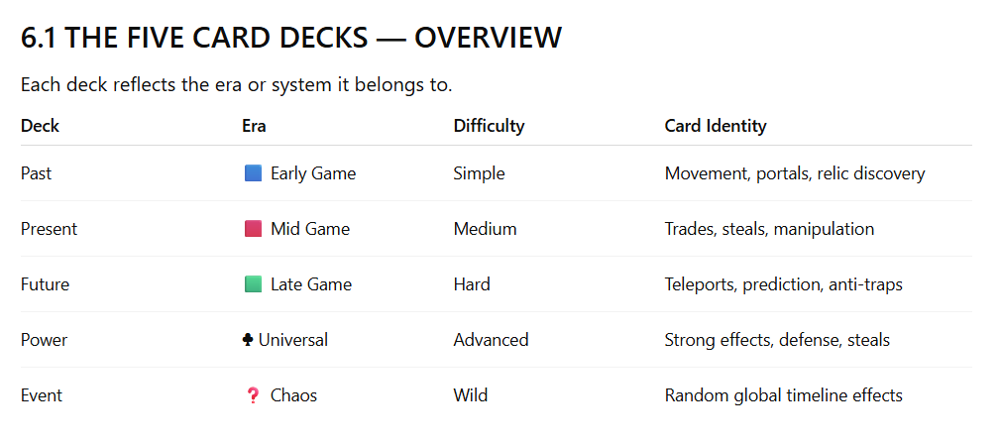 6.1 THE FIVE CARD DECKS — OVERVIEW
Each deck reflects the era or system it belongs to.
Deck Era Difficulty Card Identity
Past 🟦 Early Game Simple Movement, portals, relic discovery
Present 🟥 Mid Game Medium Trades, steals, manipulation
Future 🟩 Late Game Hard Teleports, prediction, anti-traps
Power ♣ Universal Advanced Strong effects, defense, steals
Event ❓ Chaos Wild Random global timeline effects